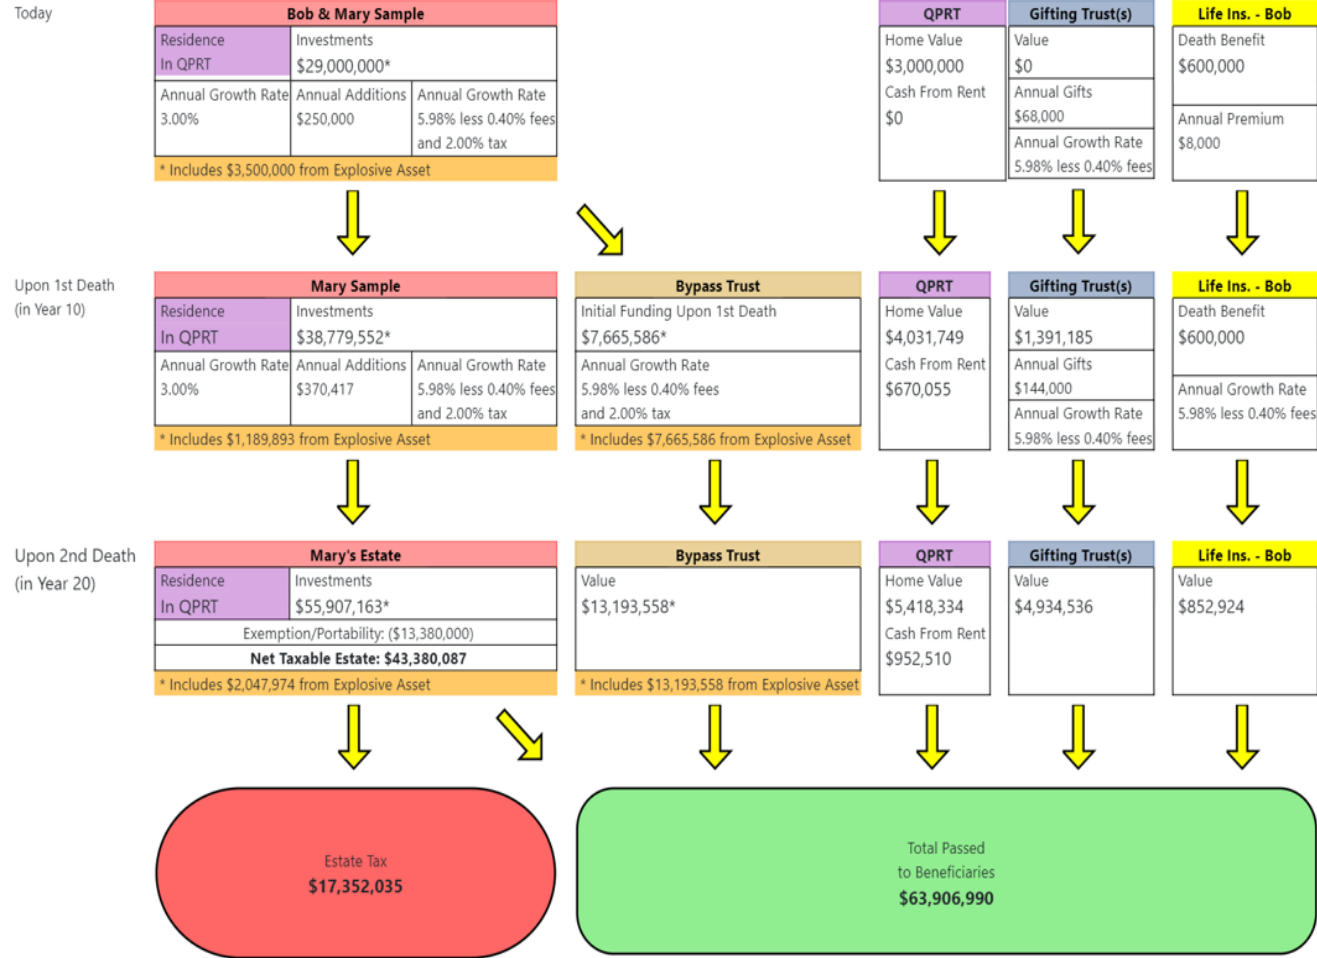 Today
Bob & Mary Sample
Residence
In QPRT
Investments
$29,000,000*
Annual Growth Rate
3.00%
Annual Additions
$250,000
Annual Growth Rate
5.98% less 0.40% fees
and 2.00% tax
* Includes $3,500,000 from Explosive Asset
QPRT
Home Value
$3,000,000
Cash From Rent
$0
Gifting Trust(s)
Value
$0
Annual Gifts
$68,000
Annual Growth Rate
5.98% less 0.40% fees
Life Ins. - Bob
Death Benefit
$600,000
Annual Premium
$8,000
Upon 1st Death
(in Year 10)
Mary Sample
Residence
In QPRT
Investments
$38,779,552*
Annual Growth Rate
3.00%
Annual Additions
$370,417
Annual Growth Rate
5.98% less 0.40% fees
and 2.00% tax
* Includes $1,189,893 from Explosive Asset
Bypass Trust
Initial Funding Upon 1st Death
$7,665,586*
Annual Growth Rate
5.98% less 0.40% fees
and 2.00% tax
* Includes $7,665,586 from Explosive Asset
QPRT
Home Value
$4,031,749
Cash From Rent
$670,055
Gifting Trust(s)
Value
$1,391,185
Annual Gifts
$144,000
Annual Growth Rate
5.98% less 0.40% fees
Life Ins. - Bob
Death Benefit
$600,000
Annual Growth Rate
5.98% less 0.40% fees
Upon 2nd Death
(in Year 20)
Mary's Estate
Residence
In QPRT
Investments
$55,907,163*
Exemption/Portability: ($13,380,000)
Net Taxable Estate: $43,380,087
* Includes $2,047,974 from Explosive Asset
Bypass Trust
Value
$13,193,558*
* Includes $13,193,558 from Explosive Asset
QPRT
Home Value
$5,418,334
Cash From Rent
$952,510
Gifting Trust(s)
Value
$4,934,536
Life Ins. - Bob
Value
$852,924
Estate Tax
$17,352,035
Total Passed
to Beneficiaries
$63,906,990